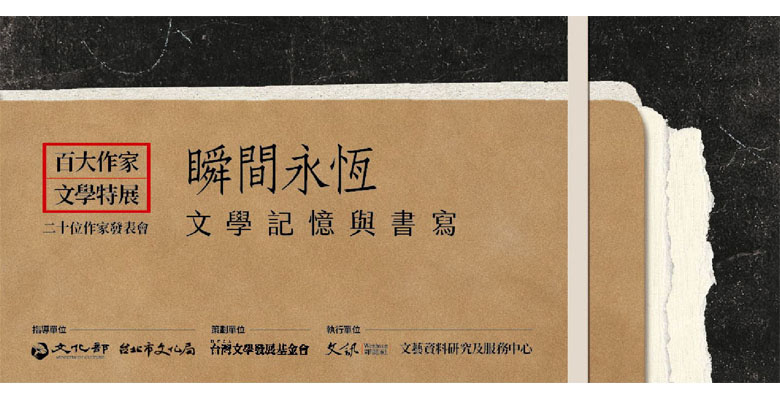 百大作家
文學特展
二十位作家發表會
瞬間永恆
文學記憶與書寫
指導單位
文化部 台北市文化局
MINISTRY OF CULTURE
策劃單位
台灣文學發展基金會
執行單位
文訊 文藝資料研究及服務中心